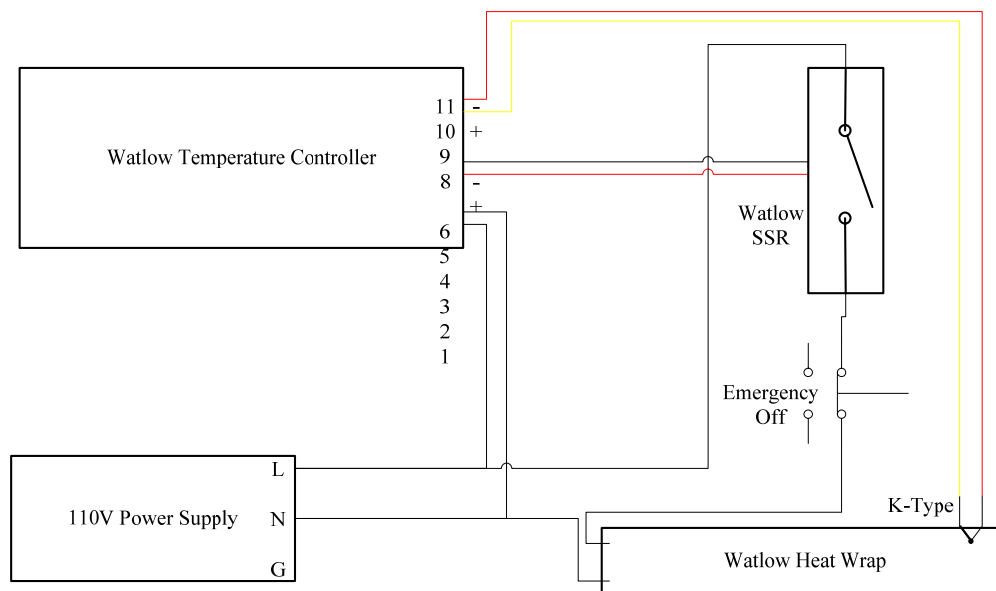 11 -
10 +
Watlow Temperature Controller
9
8 -
+
Watlow
SSR
6
5
4
3
2
1
Emergency
Off
L
110V Power Supply
N
G
K-Type
Watlow Heat Wrap